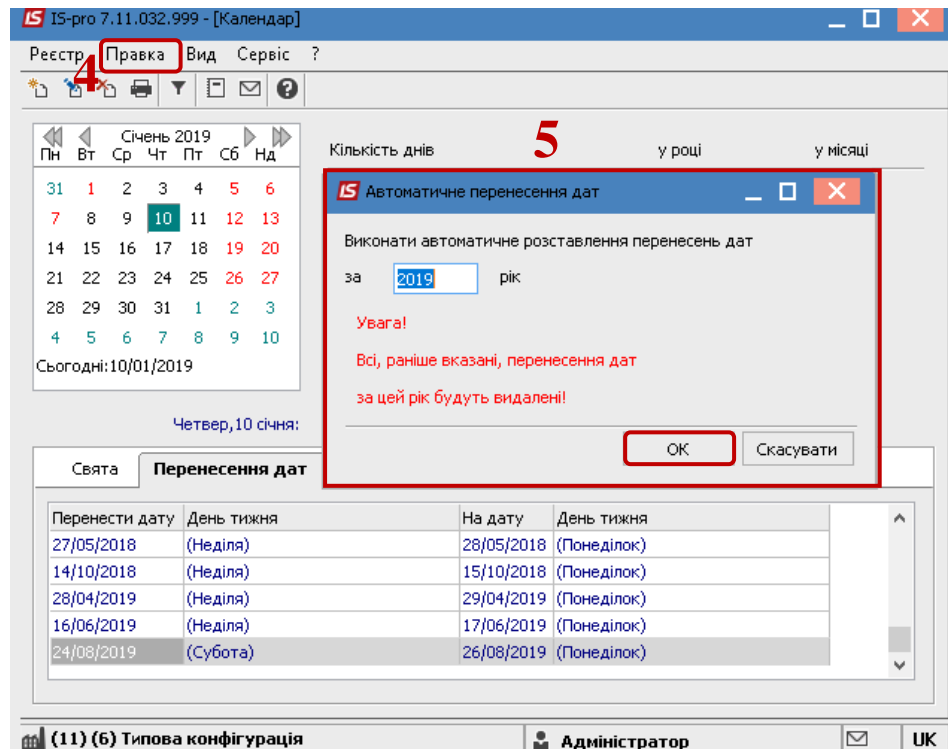 IS IS-pro 7.11.032.999 - [Календар]
Реєстр Правка Вид Сервіс ?
4
Січень 2019
Пн Вт Ср Чт Пт Сб Нд
31 1 2 3 4 5 6
7 8 9 10 11 12 13
14 15 16 17 18 19 20
21 22 23 24 25 26 27
28 29 30 31 1 2 3
4 5 6 7 8 9 10
Сьогодні:10/01/2019
Четвер,10 січня:
Кількість днів у році у місяці
5
IS Автоматичне перенесення дат
Виконати автоматичне розставлення перенесень дат
за 2019 рік
Увага!
Всі, раніше вказані, перенесення дат
за цей рік будуть видалені!
ОК Скасувати
Свята Перенесення дат
Перенести дату День тижня На дату День тижня
27/05/2018 (Неділя) 28/05/2018 (Понеділок)
14/10/2018 (Неділя) 15/10/2018 (Понеділок)
28/04/2019 (Неділя) 29/04/2019 (Понеділок)
16/06/2019 (Неділя) 17/06/2019 (Понеділок)
24/08/2019 (Субота) 26/08/2019 (Понеділок)
(11) (6) Типова конфігурація Адміністратор UK